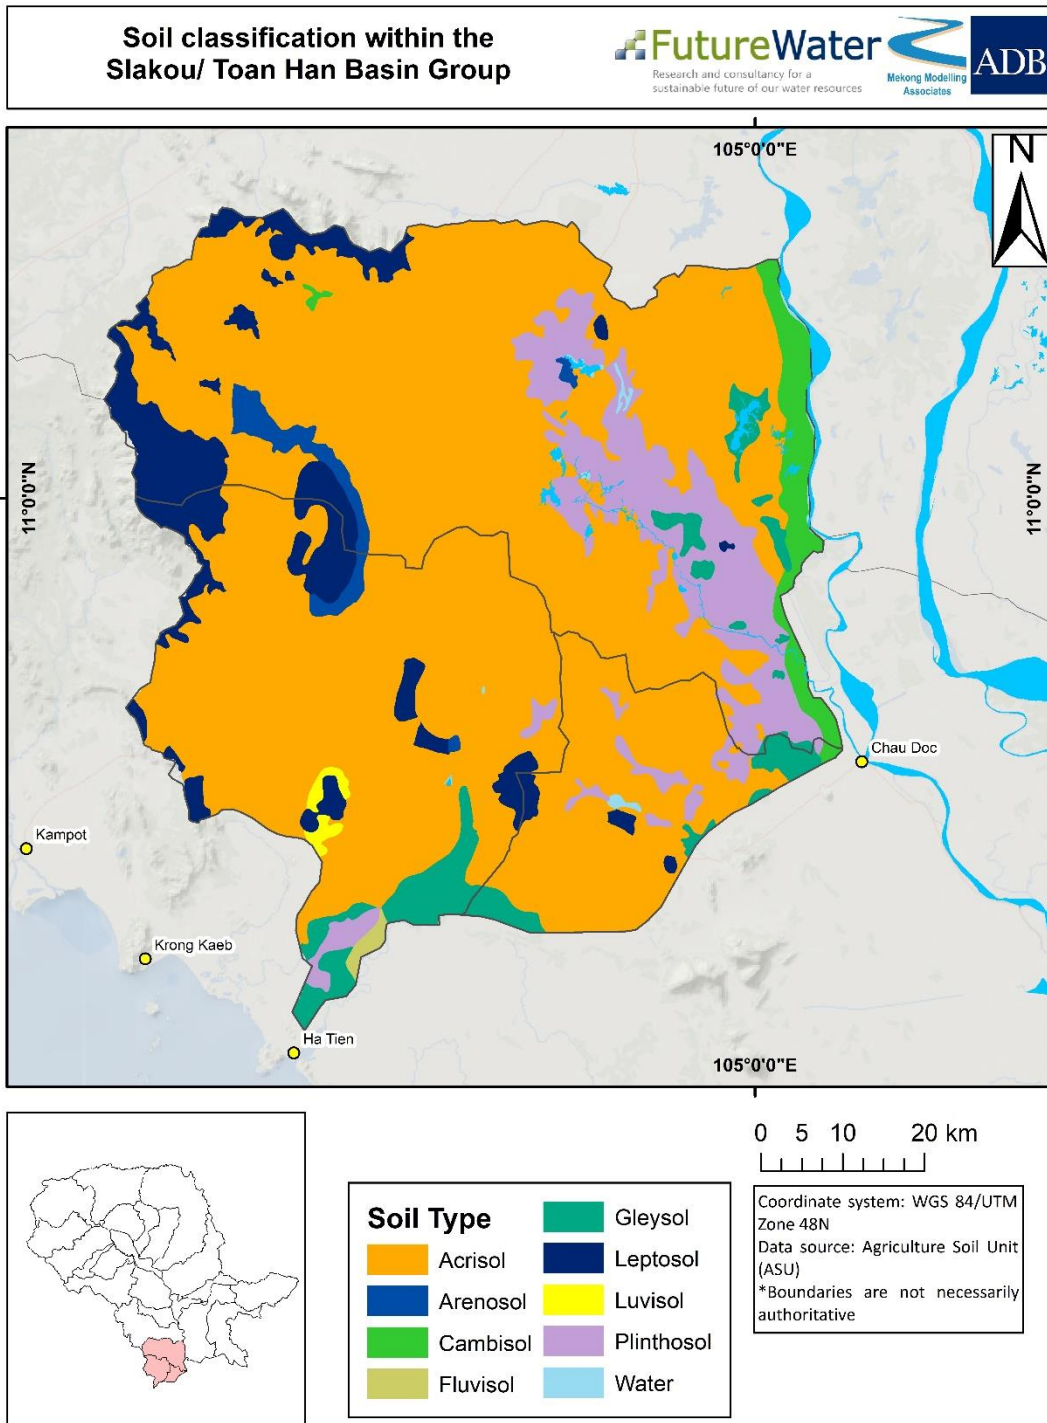 Soil classification within the
Slakou/ Toan Han Basin Group
FutureWater
Research and consultancy for a
sustainable future of our water resources
Mekong Modelling
Associates
ADB
105°0'0"E
N
11°0'0"N
11°0'0"N
Chau Doc
Kampot
Krong Kaeb
Ha Tien
105°0'0"E
0 5 10 20 km
Coordinate system: WGS 84/UTM
Zone 48N
Data source: Agriculture Soil Unit
(ASU)
*Boundaries are not necessarily
authoritative
Soil Type
Acrisol
Arenosol
Cambisol
Fluvisol
Gleysol
Leptosol
Luvisol
Plinthosol
Water